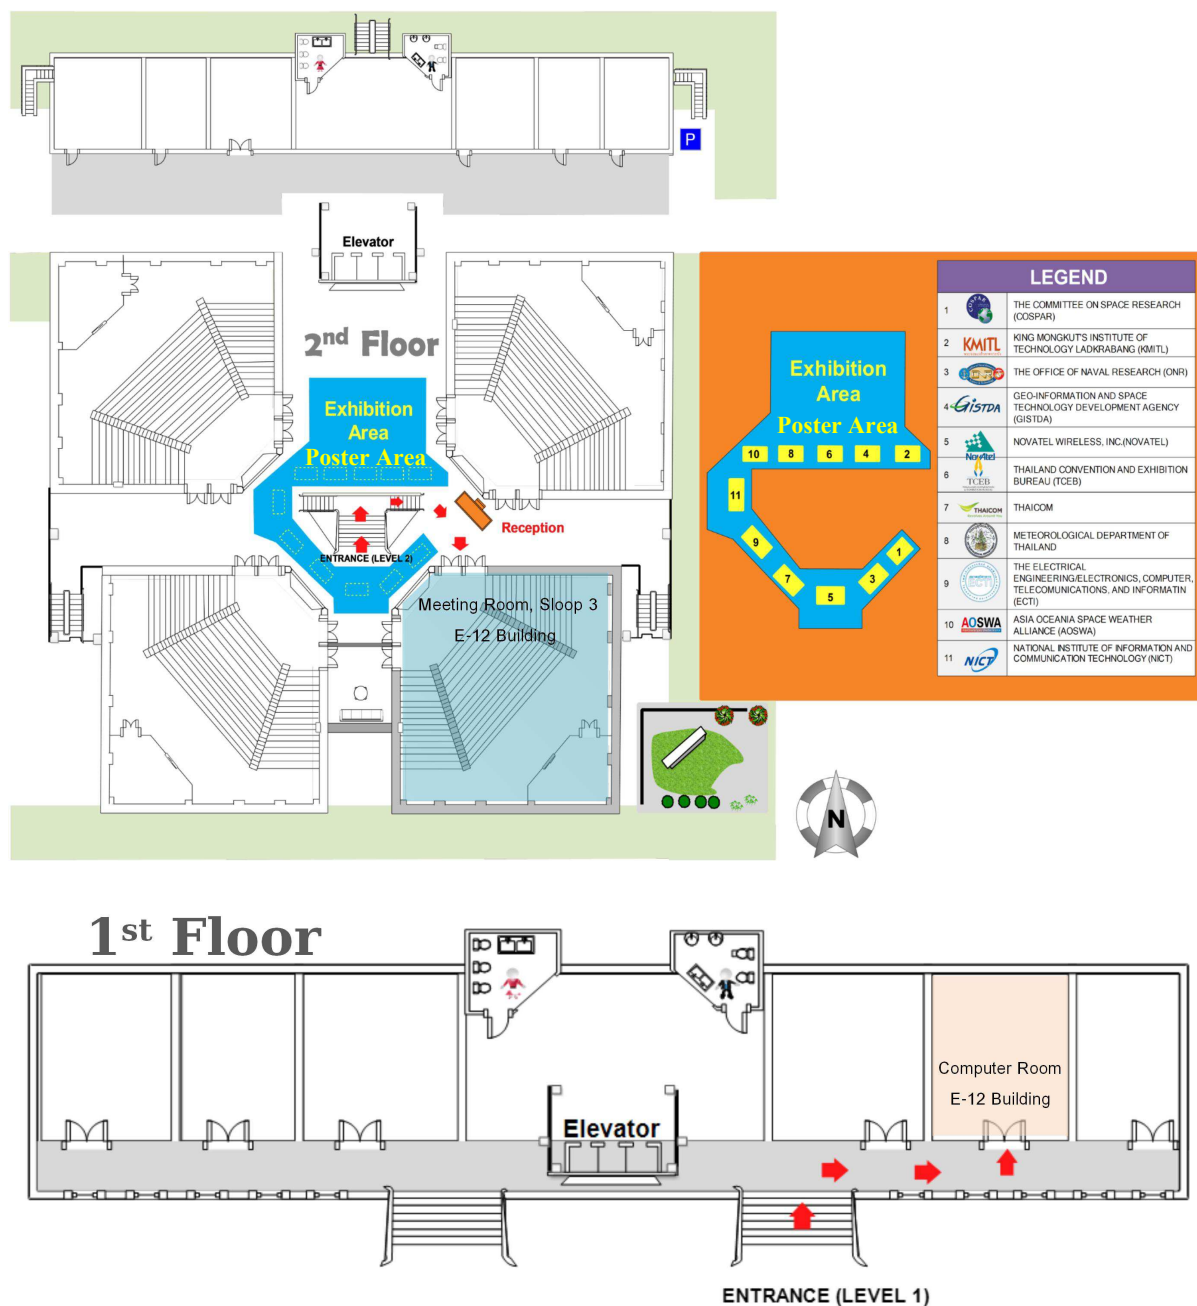 P
Elevator
2nd Floor
Exhibition
Area
Poster Area
Reception
ENTRANCE (LEVEL 2)
Meeting Room, Sloop 3
E-12 Building
Exhibition
Area
Poster Area
10 8 6 4 2
11
9
7
5
3
1
LEGEND
1 COSPAR THE COMMITTEE ON SPACE RESEARCH
(COSPAR)
2 KMITL KING MONGKUT'S INSTITUTE OF
TECHNOLOGY LADKRABANG (KMITL)
3 THE OFFICE OF NAVAL RESEARCH (ONR)
4 GISTDA GEO-INFORMATION AND SPACE
TECHNOLOGY DEVELOPMENT AGENCY
(GISTDA)
5 NovAtel NOVATEL WIRELESS, INC.(NOVATEL)
6 TCEB THAILAND CONVENTION AND EXHIBITION
BUREAU (TCEB)
7 THAICOM THAICOM
8 METEOROLOGICAL DEPARTMENT OF
THAILAND
9 ECTI THE ELECTRICAL
ENGINEERING/ELECTRONICS, COMPUTER,
TELECOMMUNICATIONS, AND INFORMATIN
(ECTI)
10 AOSWA ASIA OCEANIA SPACE WEATHER
ALLIANCE (AOSWA)
11 NICT NATIONAL INSTITUTE OF INFORMATION AND
COMMUNICATION TECHNOLOGY (NICT)
N
1st Floor
Computer Room
E-12 Building
Elevator
ENTRANCE (LEVEL 1)